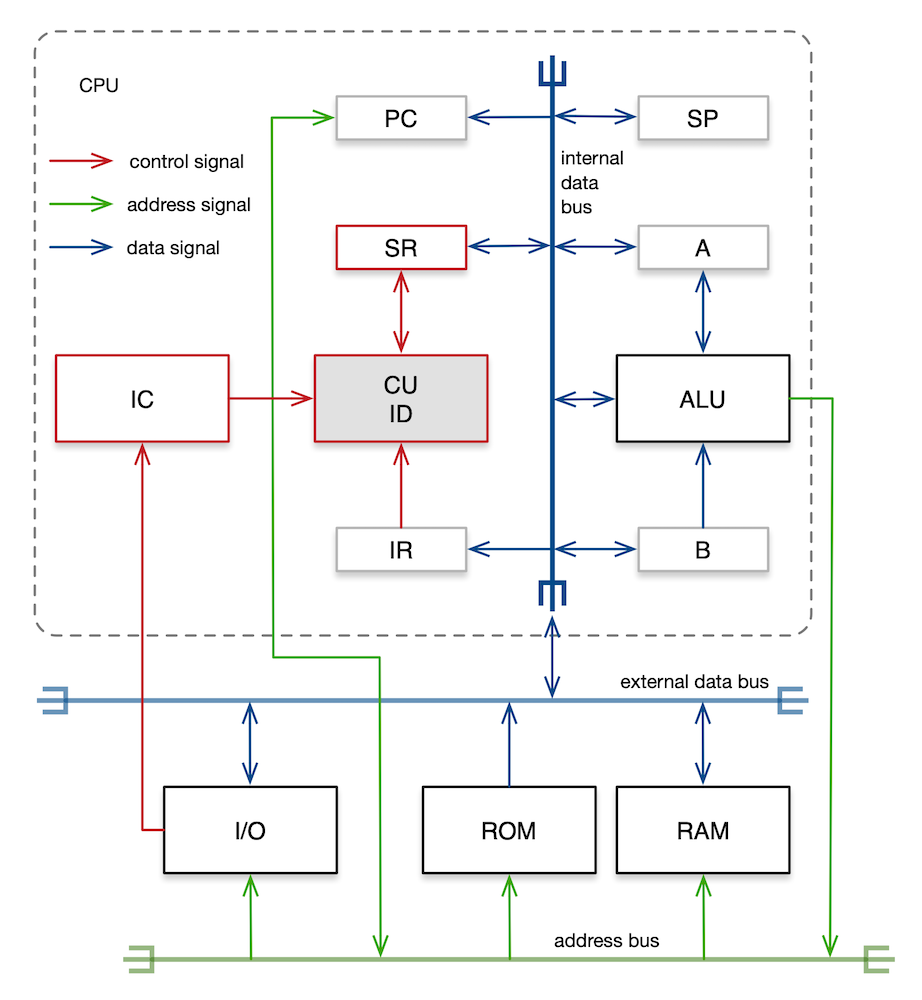 CPU
control signal
address signal
data signal
PC
SP
internal
data
bus
SR
A
IC
CU
ID
ALU
IR
B
external data bus
I/O
ROM
RAM
address bus